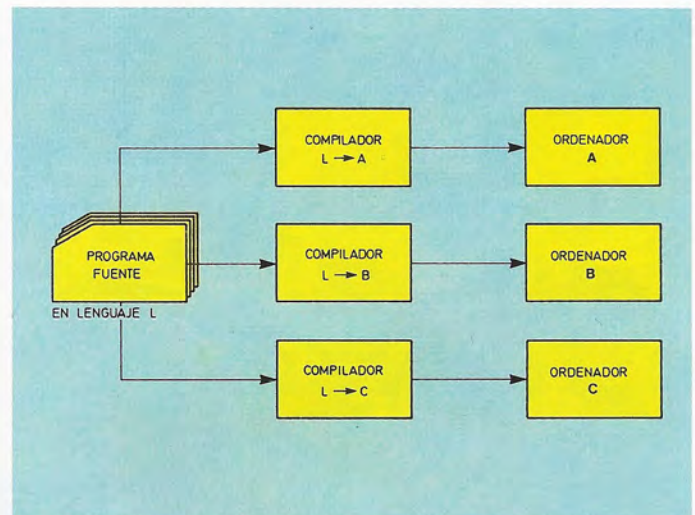 PROGRAMA
FUENTE
EN LENGUAJE L
COMPILADOR
L → A
ORDENADOR
A
COMPILADOR
L → B
ORDENADOR
B
COMPILADOR
L → C
ORDENADOR
C